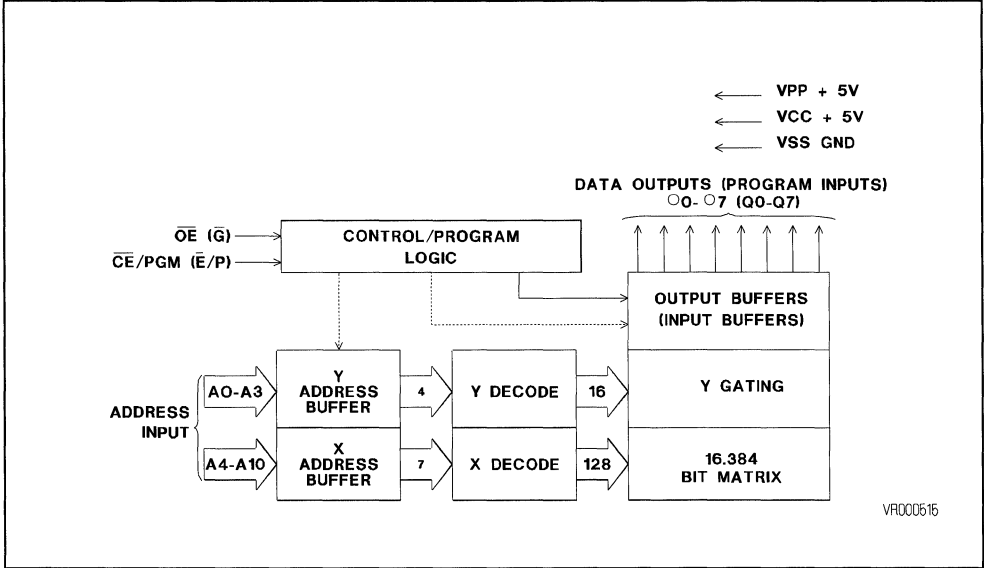 VPP + 5V
VCC + 5V
VSS GND
DATA OUTPUTS (PROGRAM INPUTS)
O0- O7 (Q0-Q7)
O̅E̅ (G̅)
C̅E̅/PGM (E̅/P)
CONTROL/PROGRAM
LOGIC
OUTPUT BUFFERS
(INPUT BUFFERS)
ADDRESS
INPUT
A0-A3
Y
ADDRESS
BUFFER
4
Y DECODE
16
Y GATING
A4-A10
X
ADDRESS
BUFFER
7
X DECODE
128
16.384
BIT MATRIX
VR000515